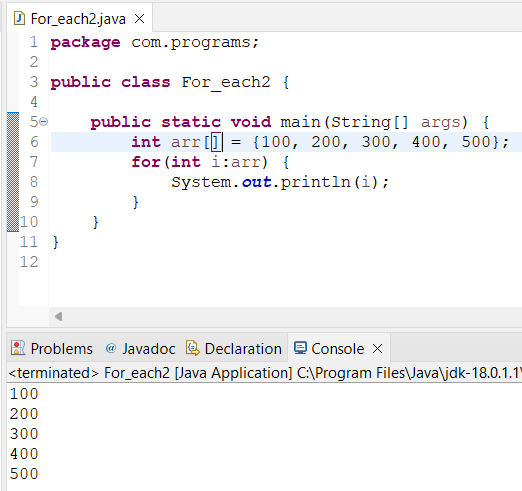 For_each2.java
1 package com.programs;
2
3 public class For_each2 {
4
5 public static void main(String[] args) {
6 int arr[] = {100, 200, 300, 400, 500};
7 for(int i:arr) {
8 System.out.println(i);
9 }
10 }
11 }
12
Problems @ Javadoc Declaration Console
<terminated> For_each2 [Java Application] C:\Program Files\Java\jdk-18.0.1.1\
100
200
300
400
500